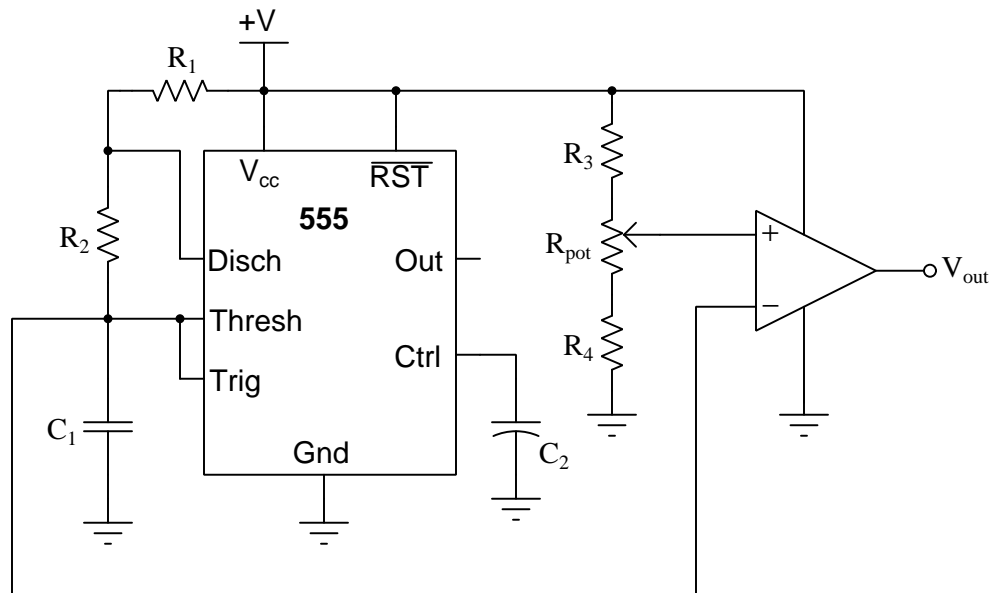 +V
R1
Vcc
RST
555
R2
Disch
Out
Thresh
Ctrl
Trig
Gnd
C1
C2
R3
Rpot
R4
+
−
Vout